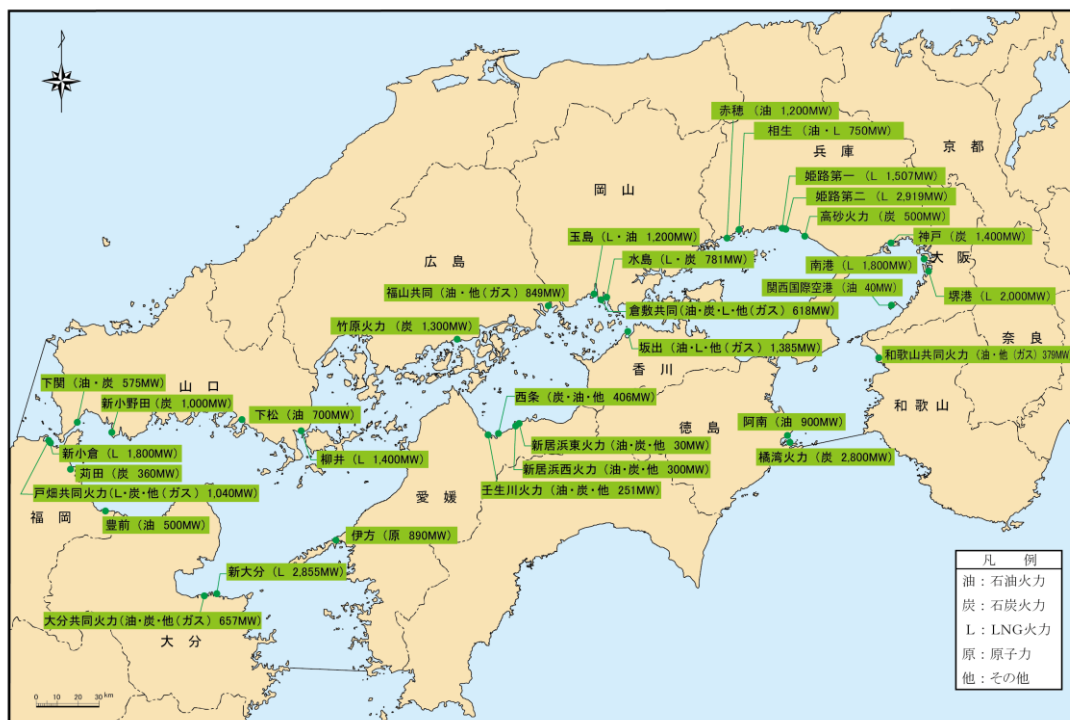 赤穂 (油 1,200MW)
相生 (油・L 750MW)
兵 庫
京 都
姫路第一 (L 1,507MW)
姫路第二 (L 2,919MW)
高砂火力 (炭 500MW)
岡 山
玉島 (L・油 1,200MW)
神戸 (炭 1,400MW)
水島 (L・炭 781MW)
大 阪
広 島
南港 (L 1,800MW)
堺港 (L 2,000MW)
福山共同 (油・他(ガス) 849MW)
関西国際空港 (油 40MW)
倉敷共同(油・炭・L・他(ガス) 618MW)
竹原火力 (炭 1,300MW)
奈 良
坂出 (油・L・他(ガス) 1,385MW)
和歌山共同火力 (油・他(ガス) 379MW)
香 川
下関 (油・炭 575MW)
山 口
新小野田 (炭 1,000MW)
下松 (油 700MW)
西条 (炭・油・他 406MW)
徳 島
和 歌 山
阿南 (油 900MW)
新居浜東火力 (油・炭・他 30MW)
新小倉 (L 1,800MW)
柳井 (L 1,400MW)
橘湾火力 (炭 2,800MW)
苅田 (炭 360MW)
新居浜西火力 (油・炭・他 300MW)
戸畑共同火力(L・炭・他(ガス) 1,040MW)
愛 媛
壬生川火力 (油・炭・他 251MW)
福 岡
豊前 (油 500MW)
伊方 (原 890MW)
新大分 (L 2,855MW)
大分共同火力(油・炭・他(ガス) 657MW)
大 分
凡 例
油：石油火力
炭：石炭火力
L：LNG火力
原：原子力
他：その他
0 10 20 30 km